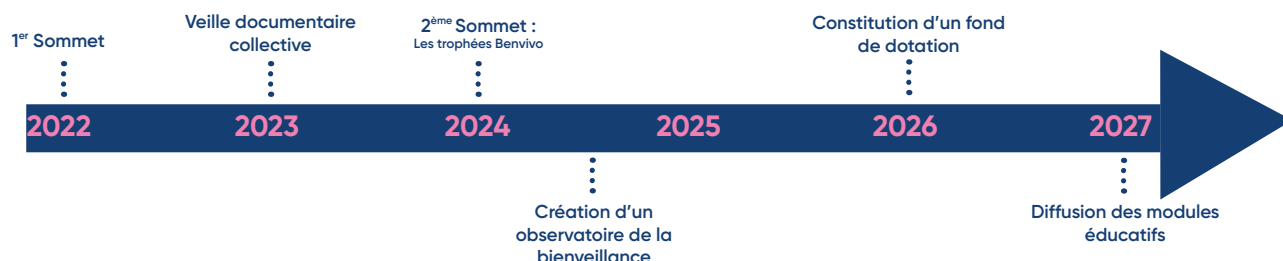 1er Sommet
Veille documentaire
collective
2ème Sommet :
Les trophées Benvivo
Constitution d'un fond
de dotation
2022
2023
2024
2025
2026
2027
Création d'un
observatoire de la
bienveillance
Diffusion des modules
éducatifs